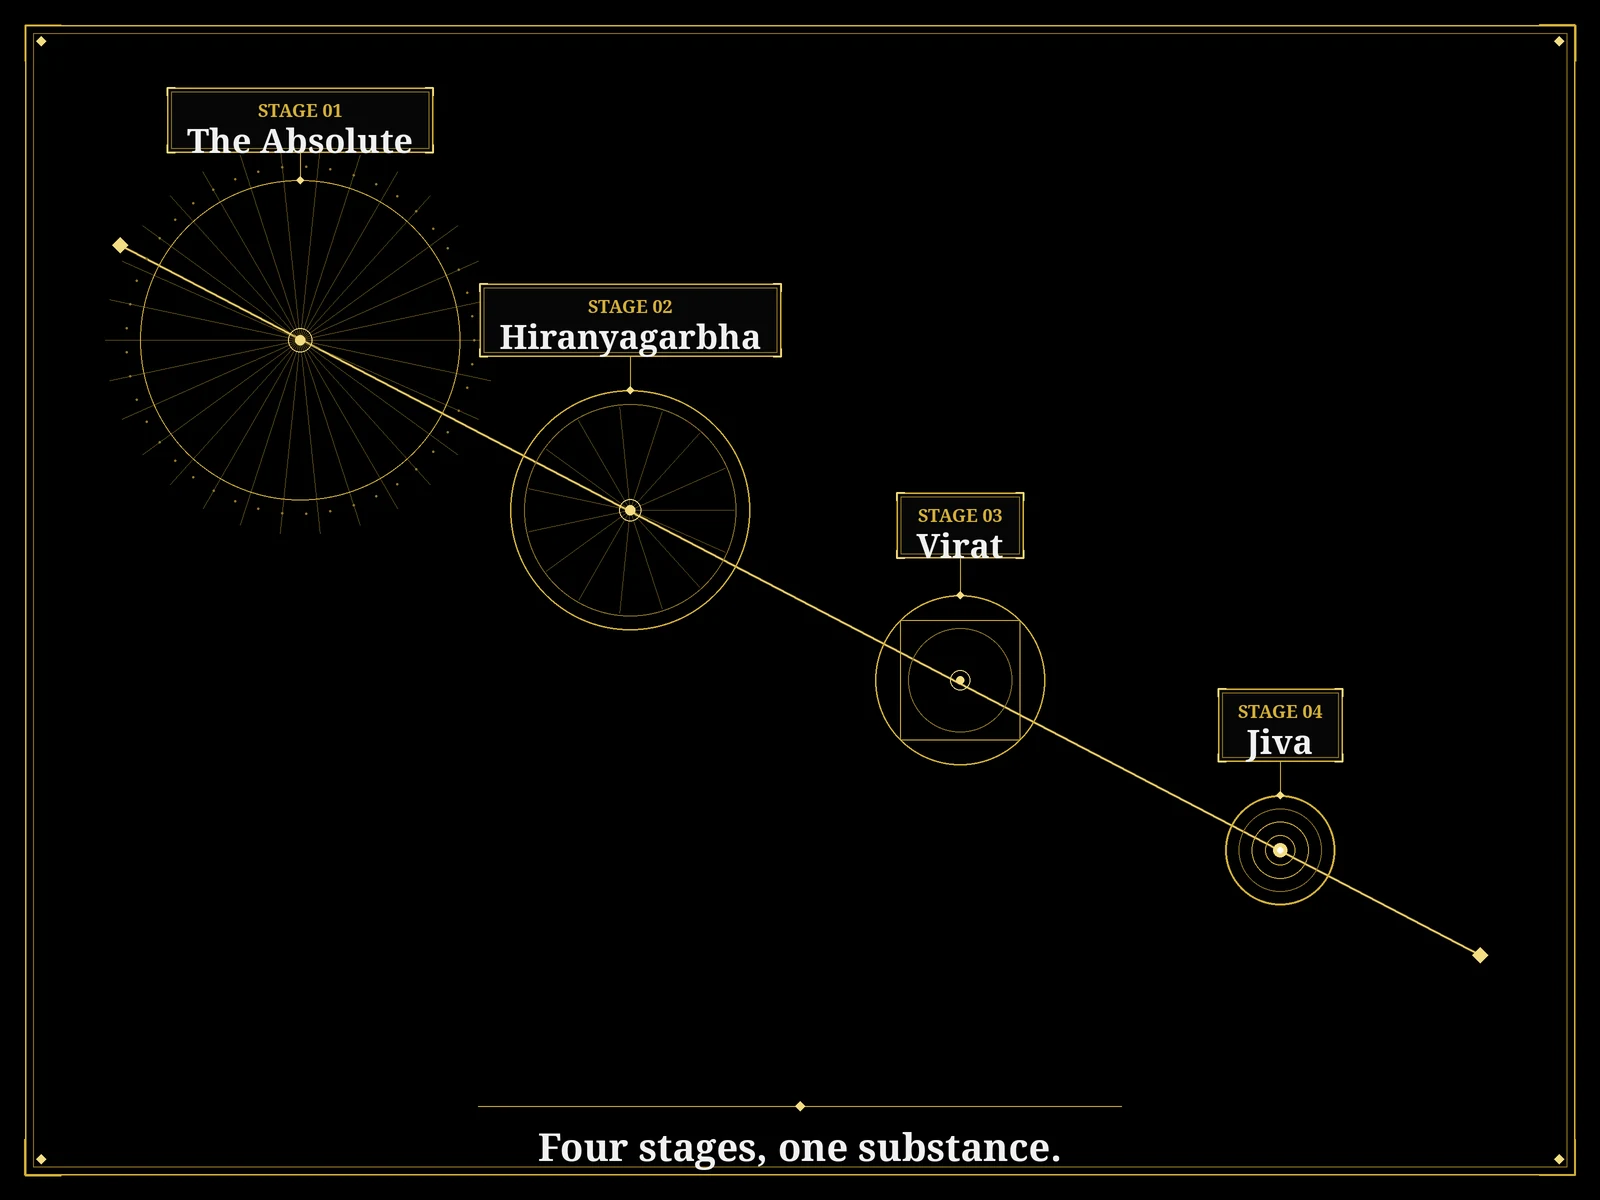 STAGE 01
The Absolute
STAGE 02
Hiranyagarbha
STAGE 03
Virat
STAGE 04
Jiva
Four stages, one substance.